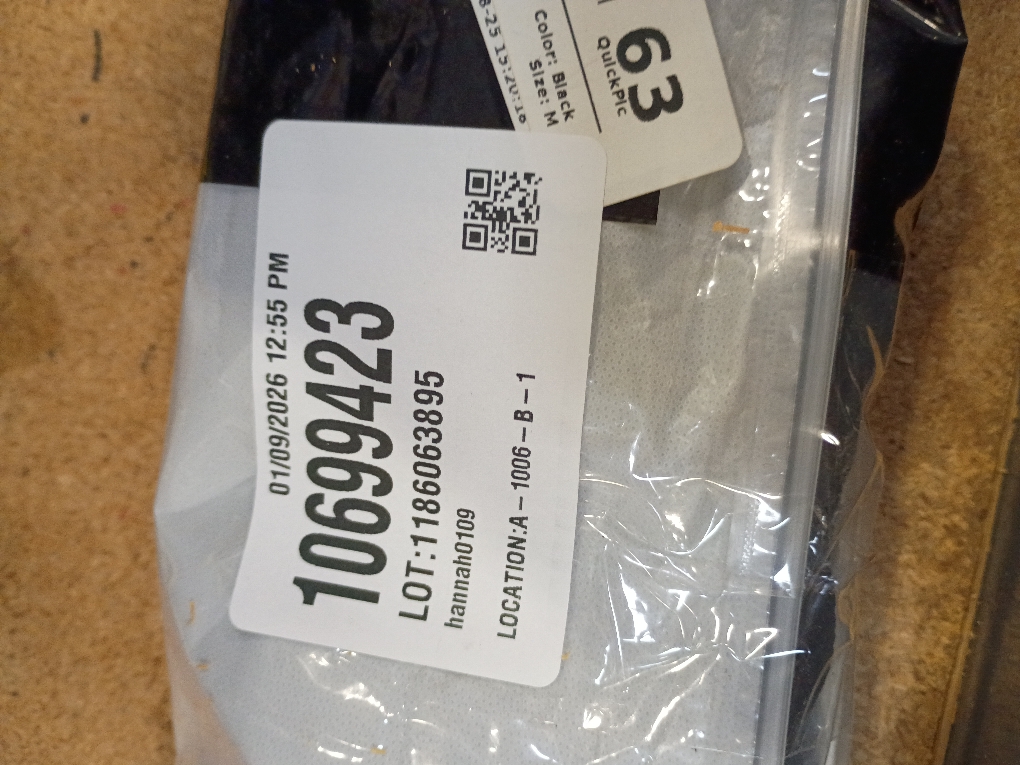 01/09/2026 12:55 PM
10699423
LOT:1186063895
hannah0109
LOCATION:A-1006-B-1
63
QuickPic
Color: Black
Size: M